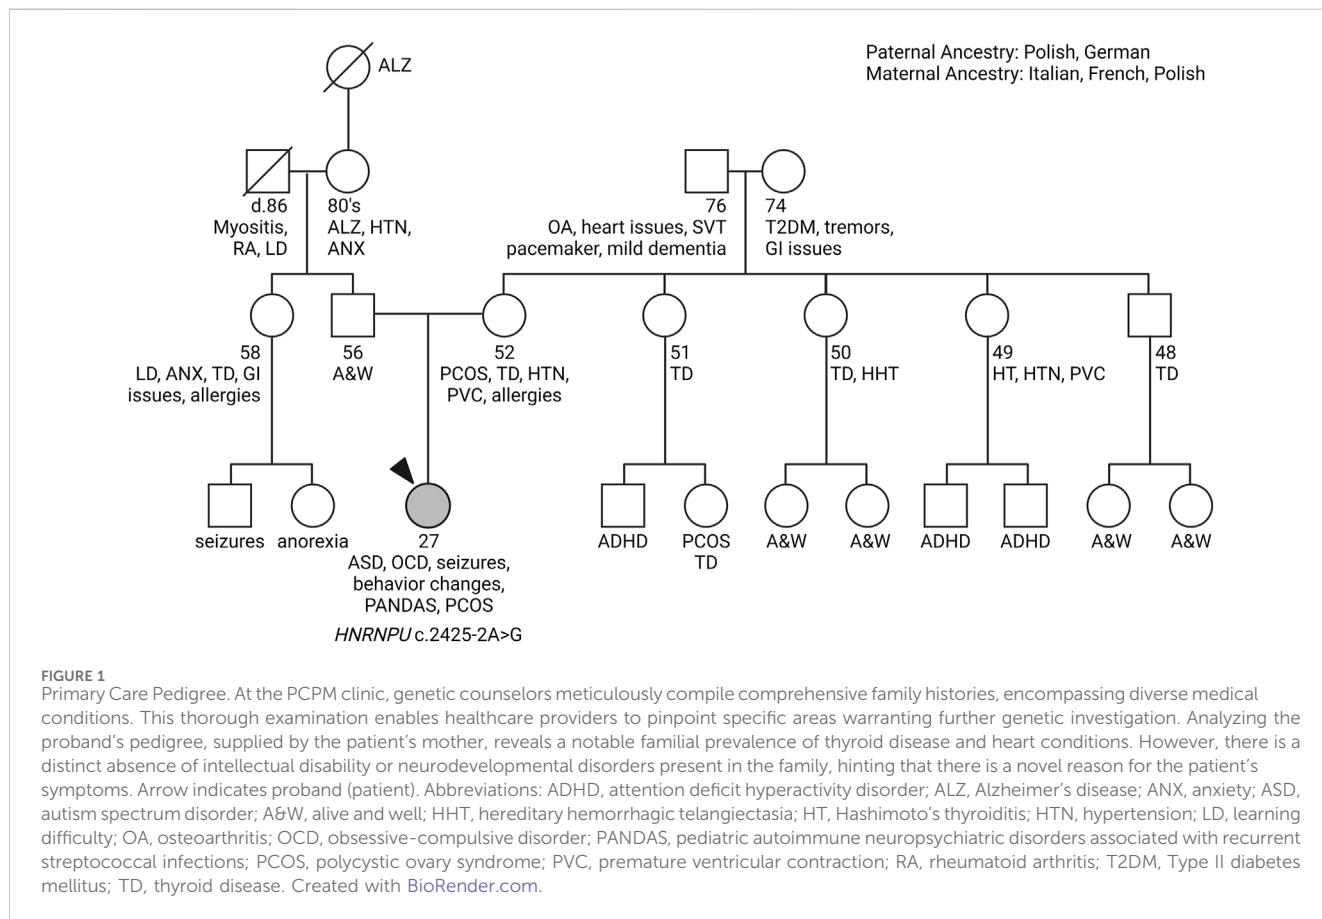 ALZ
Paternal Ancestry: Polish, German
Maternal Ancestry: Italian, French, Polish
d.86
Myositis,
RA, LD
80's
ALZ, HTN,
ANX
76
OA, heart issues, SVT
pacemaker, mild dementia
74
T2DM, tremors,
GI issues
58
LD, ANX, TD, GI
issues, allergies
56
A&W
52
PCOS, TD, HTN,
PVC, allergies
51
TD
50
TD, HHT
49
HT, HTN, PVC
48
TD
seizures
anorexia
27
ASD, OCD, seizures,
behavior changes,
PANDAS, PCOS
HNRNPU c.2425-2A>G
ADHD
PCOS
TD
A&W
A&W
ADHD
ADHD
A&W
A&W
FIGURE 1
Primary Care Pedigree. At the PCPM clinic, genetic counselors meticulously compile comprehensive family histories, encompassing diverse medical
conditions. This thorough examination enables healthcare providers to pinpoint specific areas warranting further genetic investigation. Analyzing the
proband's pedigree, supplied by the patient's mother, reveals a notable familial prevalence of thyroid disease and heart conditions. However, there is a
distinct absence of intellectual disability or neurodevelopmental disorders present in the family, hinting that there is a novel reason for the patient's
symptoms. Arrow indicates proband (patient). Abbreviations: ADHD, attention deficit hyperactivity disorder; ALZ, Alzheimer's disease; ANX, anxiety; ASD,
autism spectrum disorder; A&W, alive and well; HHT, hereditary hemorrhagic telangiectasia; HT, Hashimoto's thyroiditis; HTN, hypertension; LD, learning
difficulty; OA, osteoarthritis; OCD, obsessive-compulsive disorder; PANDAS, pediatric autoimmune neuropsychiatric disorders associated with recurrent
streptococcal infections; PCOS, polycystic ovary syndrome; PVC, premature ventricular contraction; RA, rheumatoid arthritis; T2DM, Type II diabetes
mellitus; TD, thyroid disease. Created with BioRender.com.